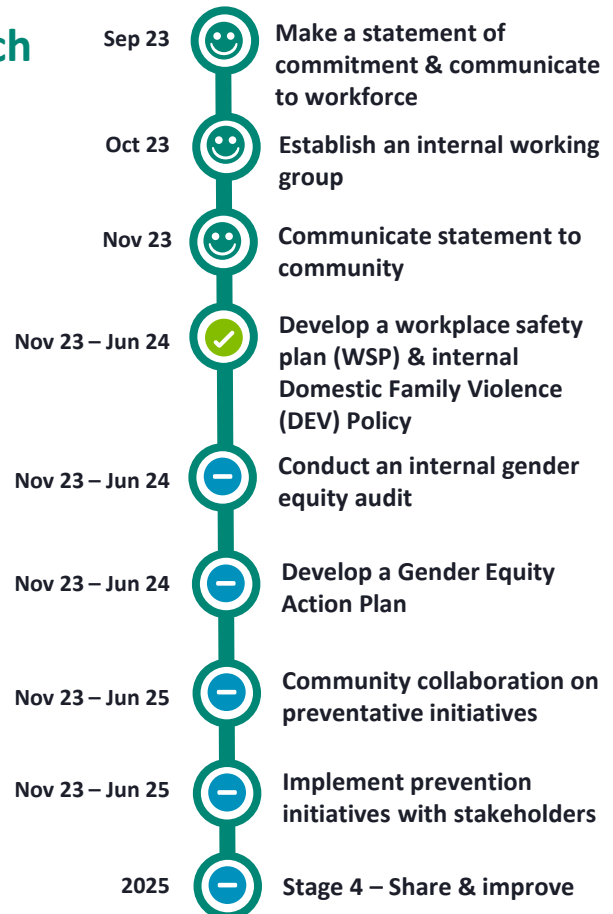 ch
Sep 23
Make a statement of
commitment & communicate
to workforce
Oct 23
Establish an internal working
group
Nov 23
Communicate statement to
community
Nov 23 – Jun 24
Develop a workplace safety
plan (WSP) & internal
Domestic Family Violence
(DEV) Policy
Nov 23 – Jun 24
Conduct an internal gender
equity audit
Nov 23 – Jun 24
Develop a Gender Equity
Action Plan
Nov 23 – Jun 25
Community collaboration on
preventative initiatives
Nov 23 – Jun 25
Implement prevention
initiatives with stakeholders
2025
Stage 4 – Share & improve